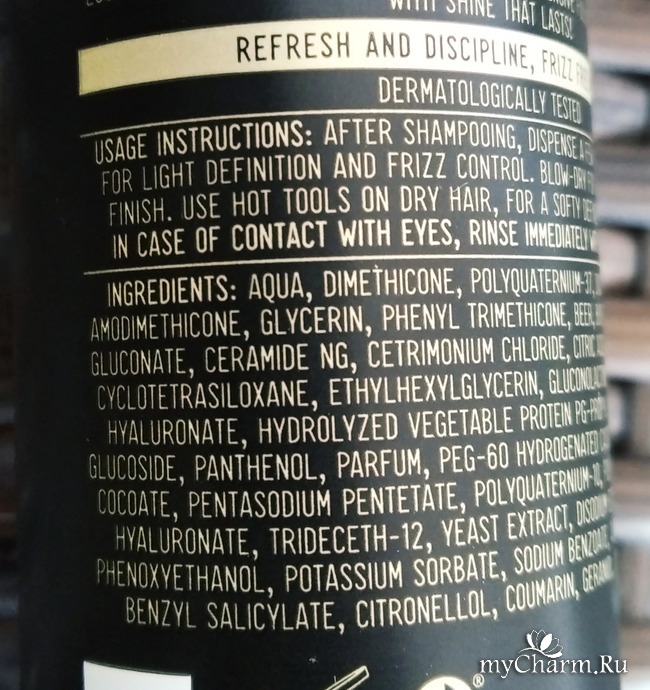 WITH SHINE THAT LASTS!
REFRESH AND DISCIPLINE, FRIZZ
DERMATOLOGICALLY TESTED
USAGE INSTRUCTIONS: AFTER SHAMPOOING, DISPENSE A
FOR LIGHT DEFINITION AND FRIZZ CONTROL. BLOW-DRY
FINISH. USE HOT TOOLS ON DRY HAIR, FOR A SOFTY
IN CASE OF CONTACT WITH EYES, RINSE IMMEDIATELY
INGREDIENTS: AQUA, DIMETHICONE, POLYQUATERNIUM-37,
AMODIMETHICONE, GLYCERIN, PHENYL TRIMETHICONE, BEER,
GLUCONATE, CERAMIDE NG, CETRIMONIUM CHLORIDE, CITRIC
CYCLOTETRASILOXANE, ETHYLHEXYLGLYCERIN,
HYALURONATE, HYDROLYZED VEGETABLE PROTEIN
GLUCOSIDE, PANTHENOL, PARFUM, PEG-60 HYDROGENATED
COCOATE, PENTASODIUM PENTETATE, POLYQUATERNIUM-10,
HYALURONATE, TRIDECETH-12, YEAST EXTRACT,
PHENOXYETHANOL, POTASSIUM SORBATE, SODIUM
BENZYL SALICYLATE, CITRONELLOL, COUMARIN,
®
myCharm.Ru